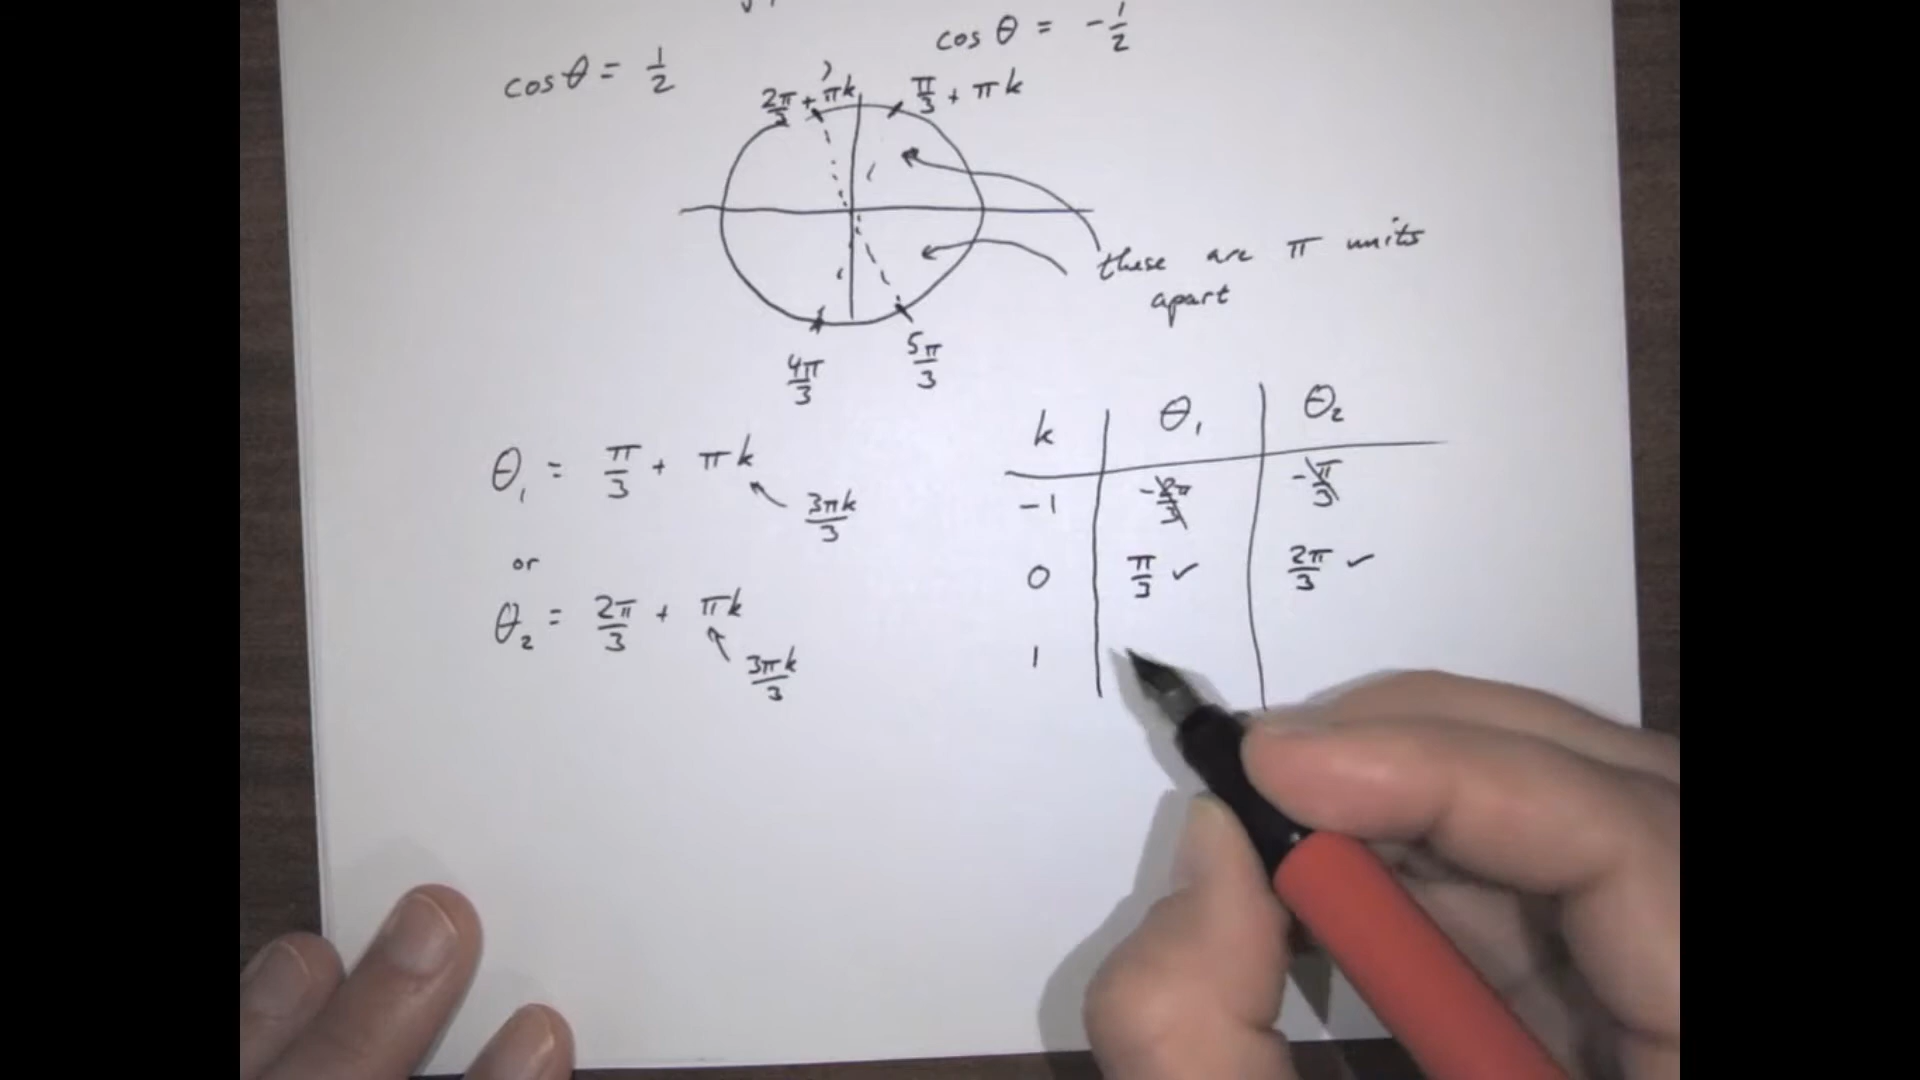 cos θ = 1/2
cos θ = -1/2
2π/3 + πk
π/3 + πk
these are π units
apart
4π/3
5π/3
θ₁ = π/3 + πk
3πk/3
or
θ₂ = 2π/3 + πk
3πk/3
k θ₁ θ₂
-1 -2π/3 -π/3
0 π/3 ✓ 2π/3 ✓
1